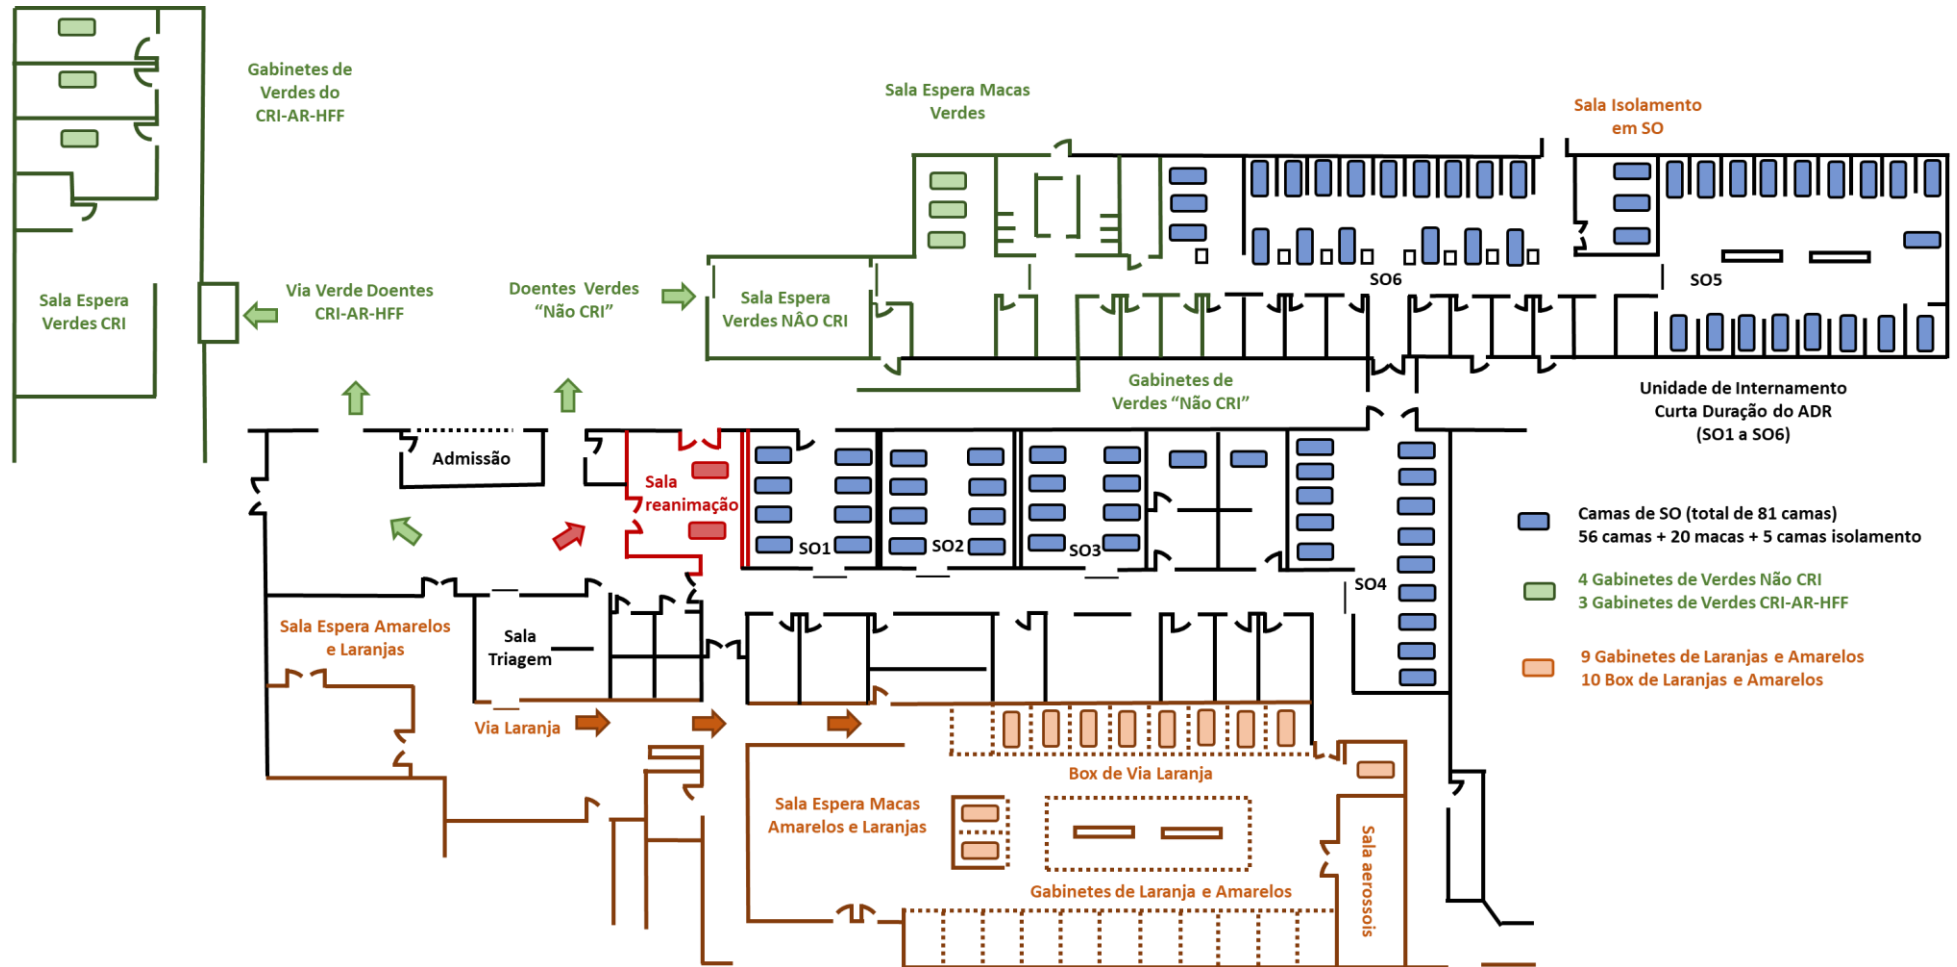 Gabinetes de
Verdes do
CRI-AR-HFF
Sala Espera Macas
Verdes
Sala Isolamento
em SO
Sala Espera
Verdes CRI
Via Verde Doentes
CRI-AR-HFF
Doentes Verdes
“Não CRI”
Sala Espera
Verdes NÂO CRI
SO6
SO5
Gabinetes de
Verdes “Não CRI”
Unidade de Internamento
Curta Duração do ADR
(SO1 a SO6)
Admissão
Sala
reanimação
SO1
SO2
SO3
SO4
Camas de SO (total de 81 camas)
56 camas + 20 macas + 5 camas isolamento
4 Gabinetes de Verdes Não CRI
3 Gabinetes de Verdes CRI-AR-HFF
9 Gabinetes de Laranjas e Amarelos
10 Box de Laranjas e Amarelos
Sala Espera Amarelos
e Laranjas
Sala
Triagem
Via Laranja
Box de Via Laranja
Sala Espera Macas
Amarelos e Laranjas
Gabinetes de Laranja e Amarelos
Sala aerossois